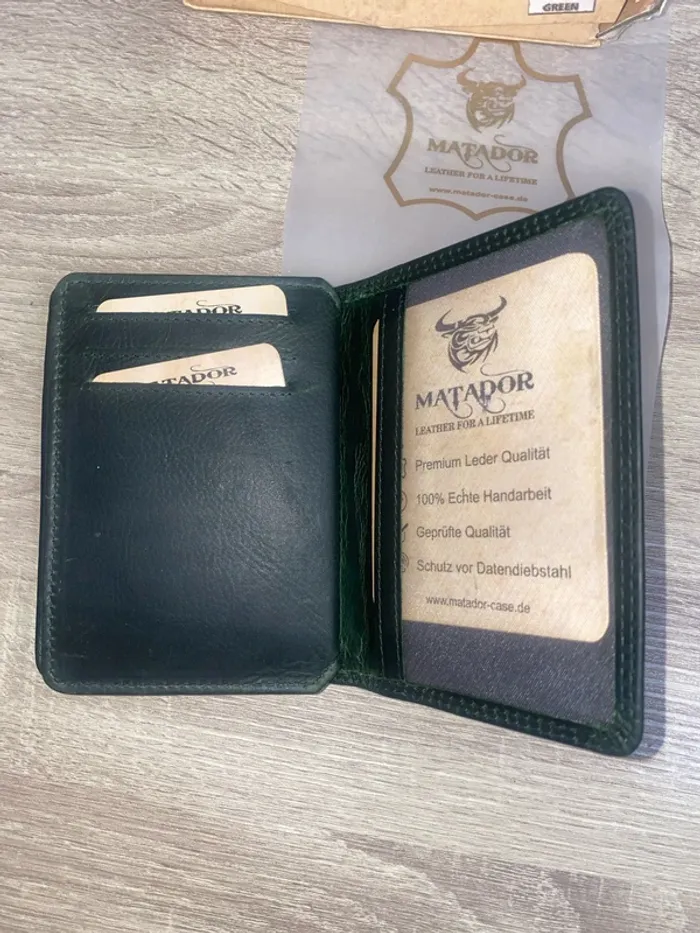 GREEN
MATADOR
LEATHER FOR A LIFETIME
www.matador-case.de
MATADOR
MATADOR
MATADOR
LEATHER FOR A LIFETIME
Premium Leder Qualität
100% Echte Handarbeit
Geprüfte Qualität
Schutz vor Datendiebstahl
www.matador-case.de